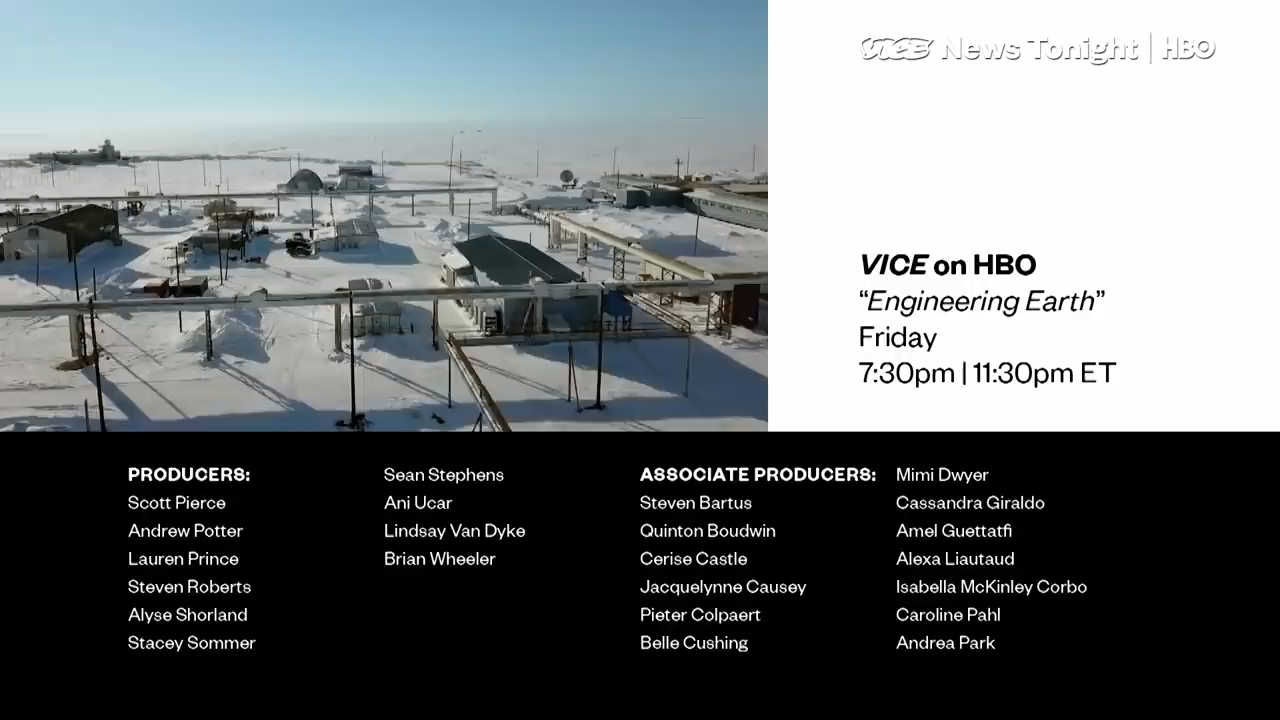 VICE News Tonight | HBO
VICE on HBO
“Engineering Earth”
Friday
7:30pm | 11:30pm ET
PRODUCERS:
Scott Pierce
Andrew Potter
Lauren Prince
Steven Roberts
Alyse Shorland
Stacey Sommer
Sean Stephens
Ani Ucar
Lindsay Van Dyke
Brian Wheeler
ASSOCIATE PRODUCERS:
Steven Bartus
Quinton Boudwin
Cerise Castle
Jacquelynne Causey
Pieter Colpaert
Belle Cushing
Mimi Dwyer
Cassandra Giraldo
Amel Guettatfi
Alexa Liautaud
Isabella McKinley Corbo
Caroline Pahl
Andrea Park